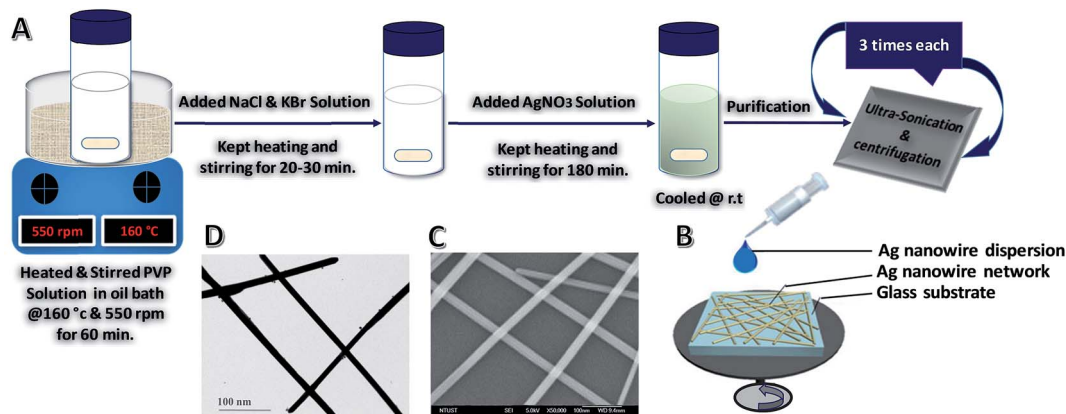 A
3 times each
Added NaCl & KBr Solution
Added AgNO₃ Solution
Purification
Ultra-Sonication
&
centrifugation
Kept heating and
stirring for 20-30 min.
Kept heating and
stirring for 180 min.
Cooled @ r.t
550 rpm
160 °C
Heated & Stirred PVP
Solution in oil bath
@160 °c & 550 rpm
for 60 min.
D
100 nm
C
NTUST SEI 5.0kV X50,000 100nm WD 9.4mm
B
Ag nanowire dispersion
Ag nanowire network
Glass substrate